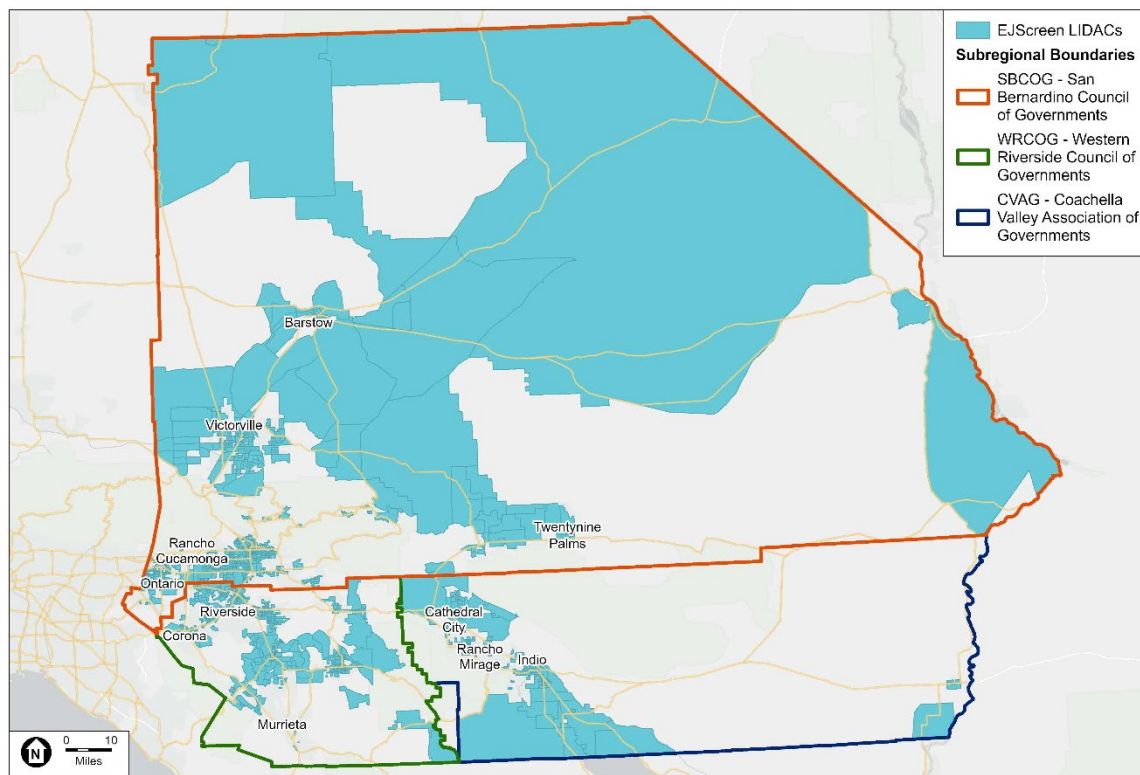 EJScreen LIDACs
Subregional Boundaries
SBCOG - San
Bernardino Council
of Governments
WRCOG - Western
Riverside Council of
Governments
CVAG - Coachella
Valley Association of
Governments
Barstow
Victorville
Twentynine
Palms
Rancho
Cucamonga
Ontario
Riverside
Corona
Cathedral
City
Rancho
Mirage
Indio
Murrieta
N
0 10
Miles